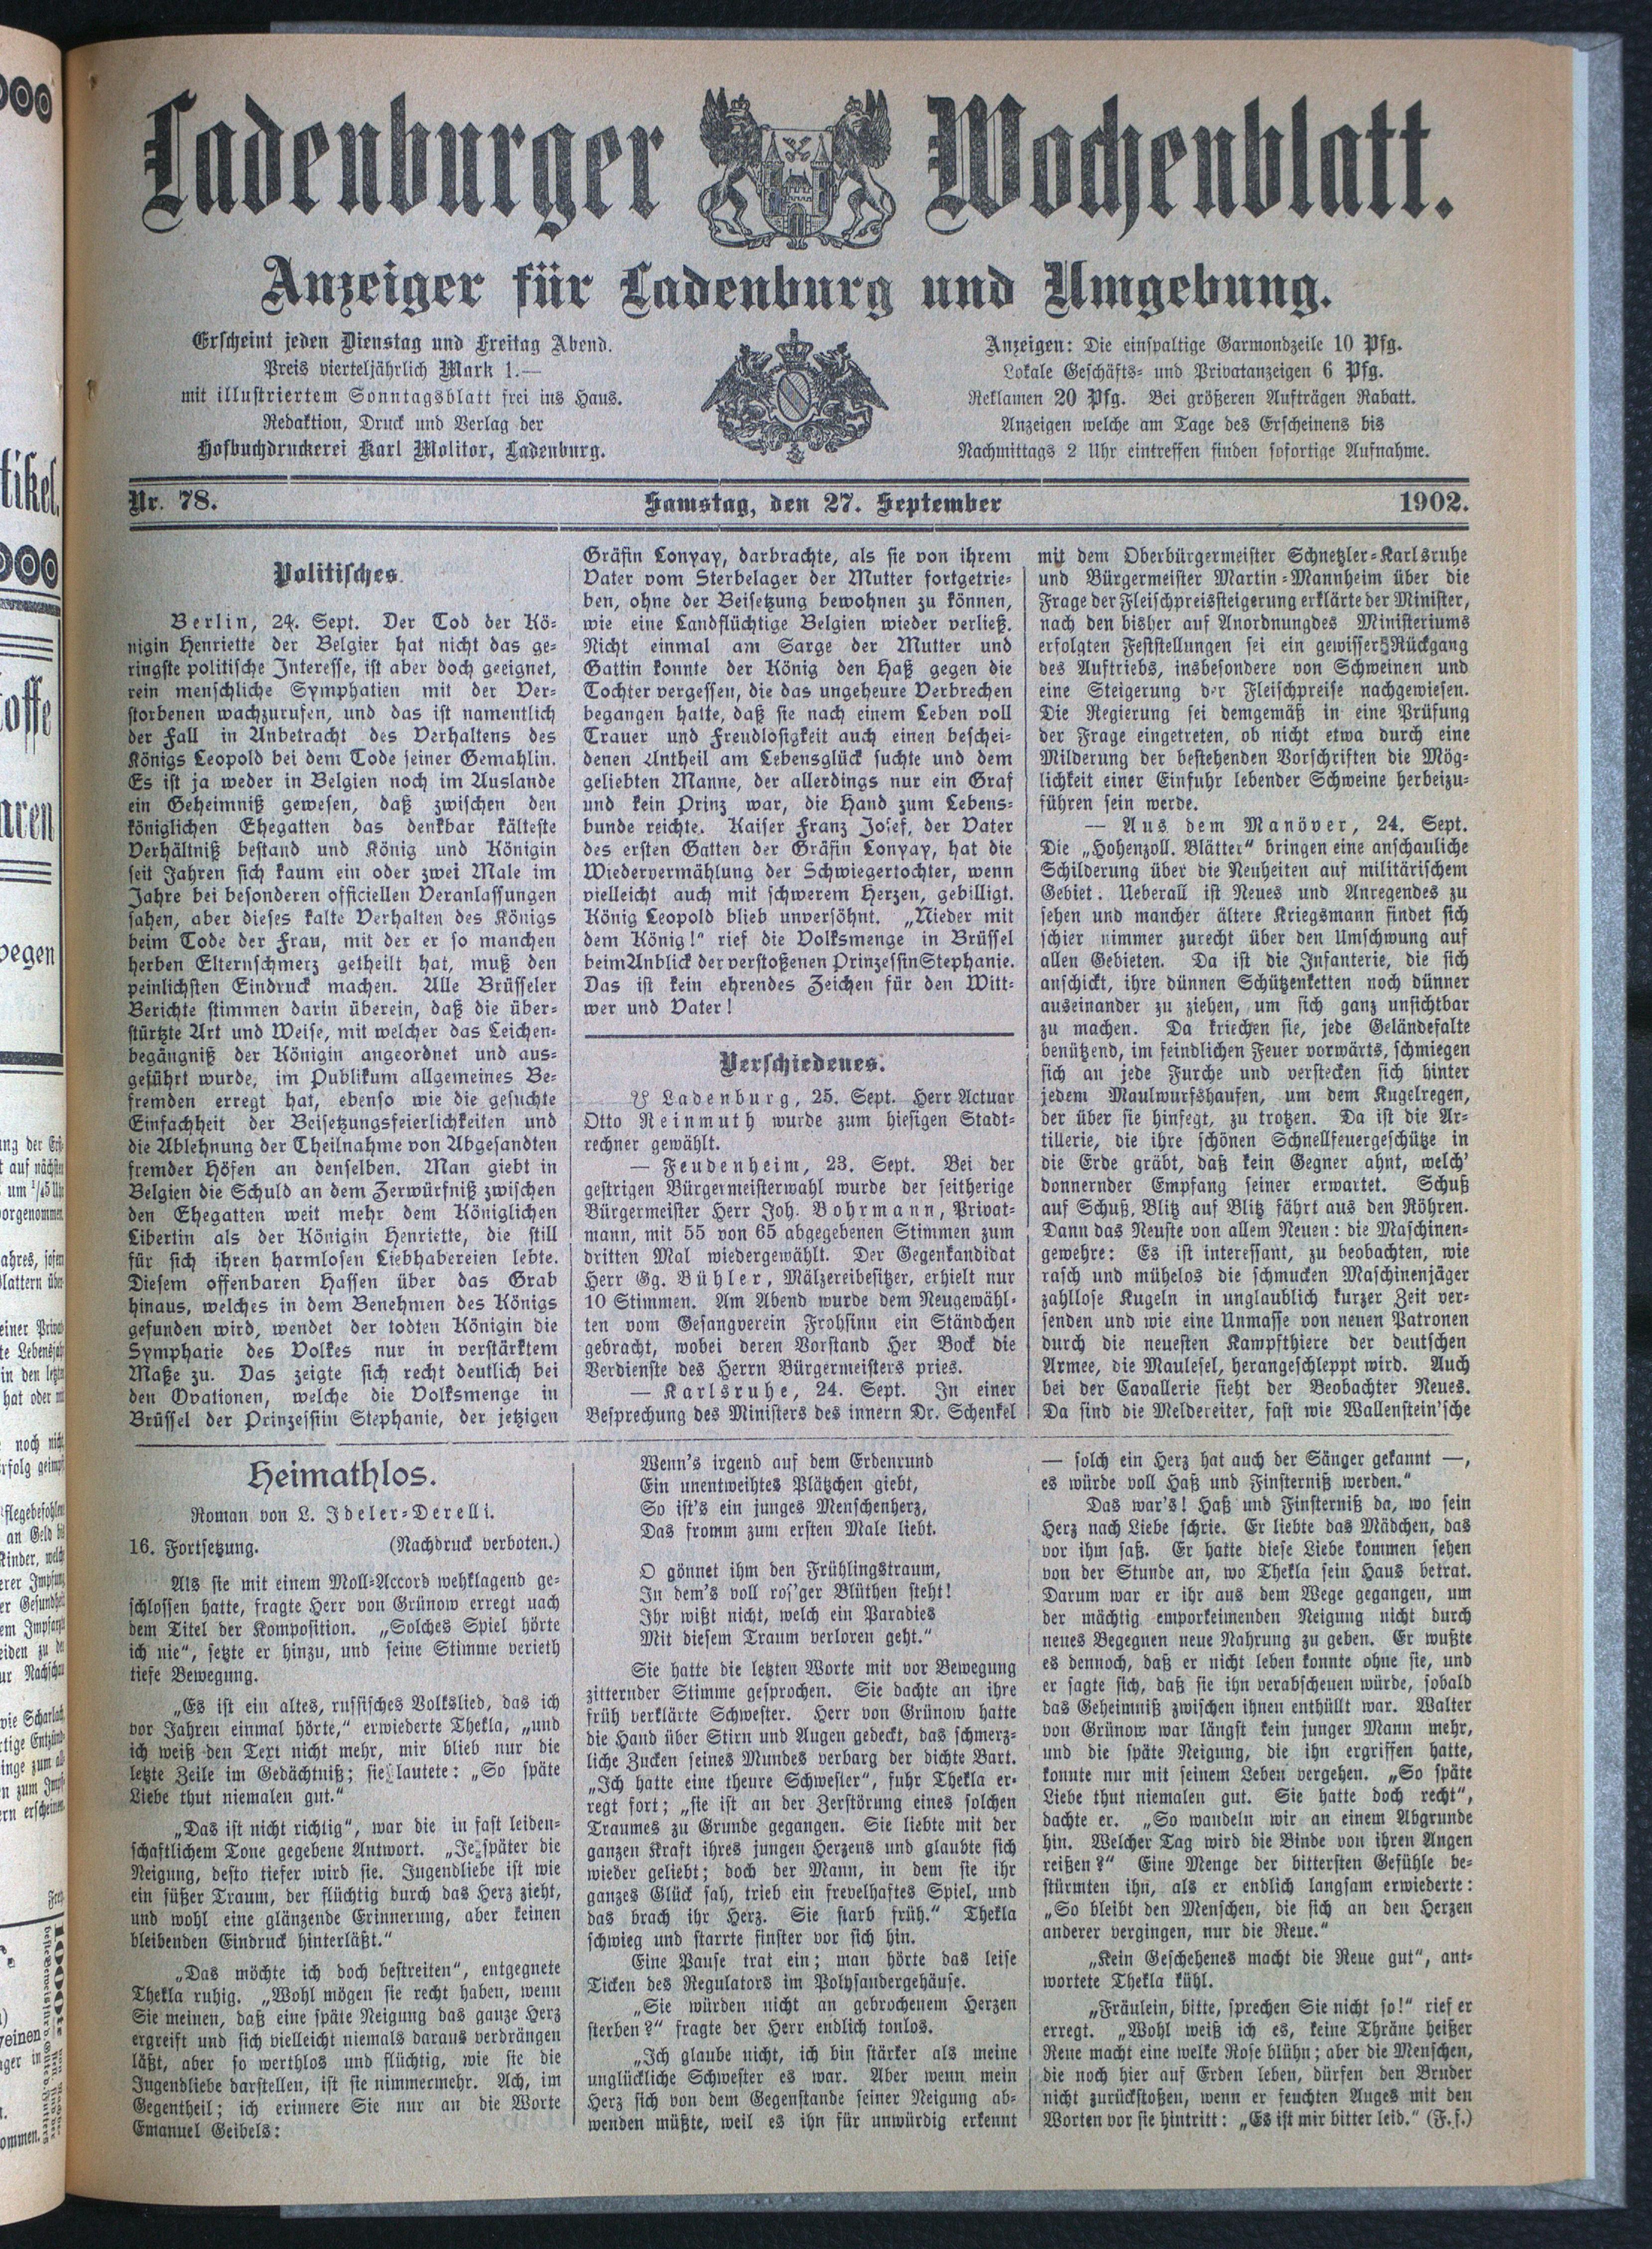 Ladenburger Wochenblatt.
Anzeiger für Ladenburg und Umgebung.
Erscheint jeden Dienstag und Freitag Abend.
Preis vierteljährlich Mark 1.—
mit illustriertem Sonntagsblatt frei ins Haus.
Redaktion, Druck und Verlag der
Hofbuchdruckerei Karl Molitor, Ladenburg.
Anzeigen: Die einspaltige Garmondzeile 10 Pfg.
Lokale Geschäfts- und Privatanzeigen 6 Pfg.
Reklamen 20 Pfg. Bei größeren Aufträgen Rabatt.
Anzeigen welche am Tage des Erscheinens bis
Nachmittags 2 Uhr eintreffen finden sofortige Aufnahme.
Nr. 78. Samstag, den 27. September 1902.
Politisches.
Berlin, 24. Sept. Der Tod der Kö-
nigin Henriette der Belgier hat nicht das ge-
ringste politische Interesse, ist aber doch geeignet,
rein menschliche Symphatien mit der Ver-
storbenen wachzurufen, und das ist namentlich
der Fall in Anbetracht des Verhaltens des
Königs Leopold bei dem Tode seiner Gemahlin.
Es ist ja weder in Belgien noch im Auslande
ein Geheimniß gewesen, daß zwischen den
königlichen Ehegatten das denkbar kälteste
Verhältniß bestand und König und Königin
seit Jahren sich kaum ein oder zwei Male im
Jahre bei besonderen officiellen Veranlassungen
sahen, aber dieses kalte Verhalten des Königs
beim Tode der Frau, mit der er so manchen
herben Elternschmerz getheilt hat, muß den
peinlichsten Eindruck machen. Alle Brüsseler
Berichte stimmen darin überein, daß die über-
stürtzte Art und Weise, mit welcher das Leichen-
begängniß der Königin angeordnet und aus-
geführt wurde, im Publikum allgemeines Be-
fremden erregt hat, ebenso wie die gesuchte
Einfachheit der Beisetzungsfeierlichkeiten und
die Ablehnung der Theilnahme von Abgesandten
fremder Höfen an denselben. Man giebt in
Belgien die Schuld an dem Zerwürfniß zwischen
den Ehegatten weit mehr dem Königlichen
Libertin als der Königin Henriette, die still
für sich ihren harmlosen Liebhabereien lebte.
Diesem offenbaren Hassen über das Grab
hinaus, welches in dem Benehmen des Königs
gefunden wird, wendet der todten Königin die
Symphatie des Volkes nur in verstärktem
Maße zu. Das zeigte sich recht deutlich bei
den Ovationen, welche die Volksmenge in
Brüssel der Prinzessiin Stephanie, der jetzigen
Gräfin Lonyay, darbrachte, als sie von ihrem
Vater vom Sterbelager der Mutter fortgetrie-
ben, ohne der Beisetzung bewohnen zu können,
wie eine Landflüchtige Belgien wieder verließ.
Nicht einmal am Sarge der Mutter und
Gattin konnte der König den Haß gegen die
Tochter vergessen, die das ungeheure Verbrechen
begangen halte, daß sie nach einem Leben voll
Trauer und Freudlosigkeit auch einen beschei-
denen Antheil am Lebensglück suchte und dem
geliebten Manne, der allerdings nur ein Graf
und kein Prinz war, die Hand zum Lebens-
bunde reichte. Kaiser Franz Josef, der Vater
des ersten Gatten der Gräfin Lonyay, hat die
Wiedervermählung der Schwiegertochter, wenn
vielleicht auch mit schwerem Herzen, gebilligt.
König Leopold blieb unversöhnt. „Nieder mit
dem König!“ rief die Volksmenge in Brüssel
beim Anblick der verstoßenen Prinzessin Stephanie.
Das ist kein ehrendes Zeichen für den Witt-
wer und Vater!
Verschiedenes.
Ladenburg, 25. Sept. Herr Actuar
Otto Reinmuth wurde zum hiesigen Stadt-
rechner gewählt.
— Feudenheim, 23. Sept. Bei der
gestrigen Bürgermeisterwahl wurde der seitherige
Bürgermeister Herr Joh. Bohrmann, Privat-
mann, mit 55 von 65 abgegebenen Stimmen zum
dritten Mal wiedergewählt. Der Gegenkandidat
Herr Gg. Bühler, Mälzereibesitzer, erhielt nur
10 Stimmen. Am Abend wurde dem Neugewähl-
ten vom Gesangverein Frohsinn ein Ständchen
gebracht, wobei deren Vorstand Her Bock die
Verdienste des Herrn Bürgermeisters pries.
— Karlsruhe, 24. Sept. In einer
Besprechung des Ministers des innern Dr. Schenkel
mit dem Oberbürgermeister Schnetzler-Karlsruhe
und Bürgermeister Martin-Mannheim über die
Frage der Fleischpreissteigerung erklärte der Minister,
nach den bisher auf Anordnungdes Ministeriums
erfolgten Feststellungen sei ein gewisser Rückgang
des Auftriebs, insbesondere von Schweinen und
eine Steigerung der Fleischpreise nachgewiesen.
Die Regierung sei demgemäß in eine Prüfung
der Frage eingetreten, ob nicht etwa durch eine
Milderung der bestehenden Vorschriften die Mög-
lichkeit einer Einfuhr lebender Schweine herbeizu-
führen sein werde.
— Aus dem Manöver, 24. Sept.
Die „Hohenzoll. Blätter“ bringen eine anschauliche
Schilderung über die Neuheiten auf militärischem
Gebiet. Ueberall ist Neues und Anregendes zu
sehen und mancher ältere Kriegsmann findet sich
schier nimmer zurecht über den Umschwung auf
allen Gebieten. Da ist die Infanterie, die sich
anschickt, ihre dünnen Schützenketten noch dünner
auseinander zu ziehen, um sich ganz unsichtbar
zu machen. Da kriechen sie, jede Geländefalte
benützend, im feindlichen Feuer vorwärts, schmiegen
sich an jede Furche und verstecken sich hinter
jedem Maulwurfshaufen, um dem Kugelregen,
der über sie hinfegt, zu trotzen. Da ist die Ar-
tillerie, die ihre schönen Schnellfeuergeschütze in
die Erde gräbt, daß kein Gegner ahnt, welch'
donnernder Empfang seiner erwartet. Schuß
auf Schuß, Blitz auf Blitz fährt aus den Röhren.
Dann das Neuste von allem Neuen: die Maschinen-
gewehre: Es ist interessant, zu beobachten, wie
rasch und mühelos die schmucken Maschinenjäger
zahllose Kugeln in unglaublich kurzer Zeit ver-
senden und wie eine Unmasse von neuen Patronen
durch die neuesten Kampfthiere der deutschen
Armee, die Maulesel, herangeschleppt wird. Auch
bei der Cavallerie sieht der Beobachter Neues.
Da sind die Meldereiter, fast wie Wallenstein'sche
Heimathlos.
Roman von L. Ideler-Derelli.
16. Fortsetzung. (Nachdruck verboten.)
Als sie mit einem Moll-Accord wehklagend ge-
schlossen hatte, fragte Herr von Grünow erregt nach
dem Titel der Komposition. „Solches Spiel hörte
ich nie“, setzte er hinzu, und seine Stimme verieth
tiefe Bewegung.
„Es ist ein altes, russisches Volkslied, das ich
vor Jahren einmal hörte,“ erwiederte Thekla, „und
ich weiß den Text nicht mehr, mir blieb nur die
letzte Zeile im Gedächtniß; sie lautete: „So späte
Liebe thut niemalen gut.“
„Das ist nicht richtig“, war die in fast leiden-
schaftlichem Tone gegebene Antwort. „Je später die
Neigung, desto tiefer wird sie. Jugendliebe ist wie
ein süßer Traum, der flüchtig durch das Herz zieht,
und wohl eine glänzende Erinnerung, aber keinen
bleibenden Eindruck hinterläßt.“
„Das möchte ich doch bestreiten“, entgegnete
Thekla ruhig. „Wohl mögen sie recht haben, wenn
Sie meinen, daß eine späte Neigung das ganze Herz
ergreift und sich vielleicht niemals daraus verdrängen
läßt, aber so werthlos und flüchtig, wie sie die
Jugendliebe darstellen, ist sie nimmermehr. Ach, im
Gegentheil; ich erinnere Sie nur an die Worte
Emanuel Geibels:
Wenn's irgend auf dem Erdenrund
Ein unentweihtes Plätzchen giebt,
So ist's ein junges Menschenherz,
Das fromm zum ersten Male liebt.
O gönnet ihm den Frühlingstraum,
In dem's voll ros'ger Blüthen steht!
Ihr wißt nicht, welch ein Paradies
Mit diesem Traum verloren geht.“
Sie hatte die letzten Worte mit vor Bewegung
zitternder Stimme gesprochen. Sie dachte an ihre
früh verklärte Schwester. Herr von Grünow hatte
die Hand über Stirn und Augen gedeckt, das schmerz-
liche Zucken seines Mundes verbarg der dichte Bart.
„Ich hatte eine theure Schwester“, fuhr Thekla er-
regt fort; „sie ist an der Zerstörung eines solchen
Traumes zu Grunde gegangen. Sie liebte mit der
ganzen Kraft ihres jungen Herzens und glaubte sich
wieder geliebt; doch der Mann, in dem sie ihr
ganzes Glück sah, trieb ein frevelhaftes Spiel, und
das brach ihr Herz. Sie starb früh.“ Thekla
schwieg und starrte finster vor sich hin.
Eine Pause trat ein; man hörte das leise
Ticken des Regulators im Polysandergehäuse.
„Sie würden nicht an gebrochenem Herzen
sterben?“ fragte der Herr endlich tonlos.
„Ich glaube nicht, ich bin stärker als meine
unglückliche Schwester es war. Aber wenn mein
Herz sich von dem Gegenstande seiner Neigung ab-
wenden müßte, weil es ihn für unwürdig erkennt
— solch ein Herz hat auch der Sänger gekannt —,
es würde voll Haß und Finsterniß werden.“
Das war's! Haß und Finsterniß da, wo sein
Herz nach Liebe schrie. Er liebte das Mädchen, das
vor ihm saß. Er hatte diese Liebe kommen sehen
von der Stunde an, wo Thekla sein Haus betrat.
Darum war er ihr aus dem Wege gegangen, um
der mächtig emporkeimenden Neigung nicht durch
neues Begegnen neue Nahrung zu geben. Er wußte
es dennoch, daß er nicht leben konnte ohne sie, und
er sagte sich, daß sie ihn verabscheuen würde, sobald
das Geheimniß zwischen ihnen enthüllt war. Walter
von Grünow war längst kein junger Mann mehr,
und die späte Neigung, die ihn ergriffen hatte,
konnte nur mit seinem Leben vergehen. „So späte
Liebe thut niemalen gut. Sie hatte doch recht“,
dachte er. „So wandeln wir an einem Abgrunde
hin. Welcher Tag wird die Binde von ihren Augen
reißen?“ Eine Menge der bittersten Gefühle be-
stürmten ihn, als er endlich langsam erwiederte:
„So bleibt den Menschen, die sich an den Herzen
anderer vergingen, nur die Reue.“
„Kein Geschehenes macht die Reue gut“, ant-
wortete Thekla kühl.
„Fräulein, bitte, sprechen Sie nicht so!“ rief er
erregt. „Wohl weiß ich es, keine Thräne heißer
Reue macht eine welke Rose blühn; aber die Menschen,
die noch hier auf Erden leben, dürfen den Bruder
nicht zurückstoßen, wenn er feuchten Auges mit den
Worten vor sie hintritt: „Es ist mir bitter leid.“ (F. f.)